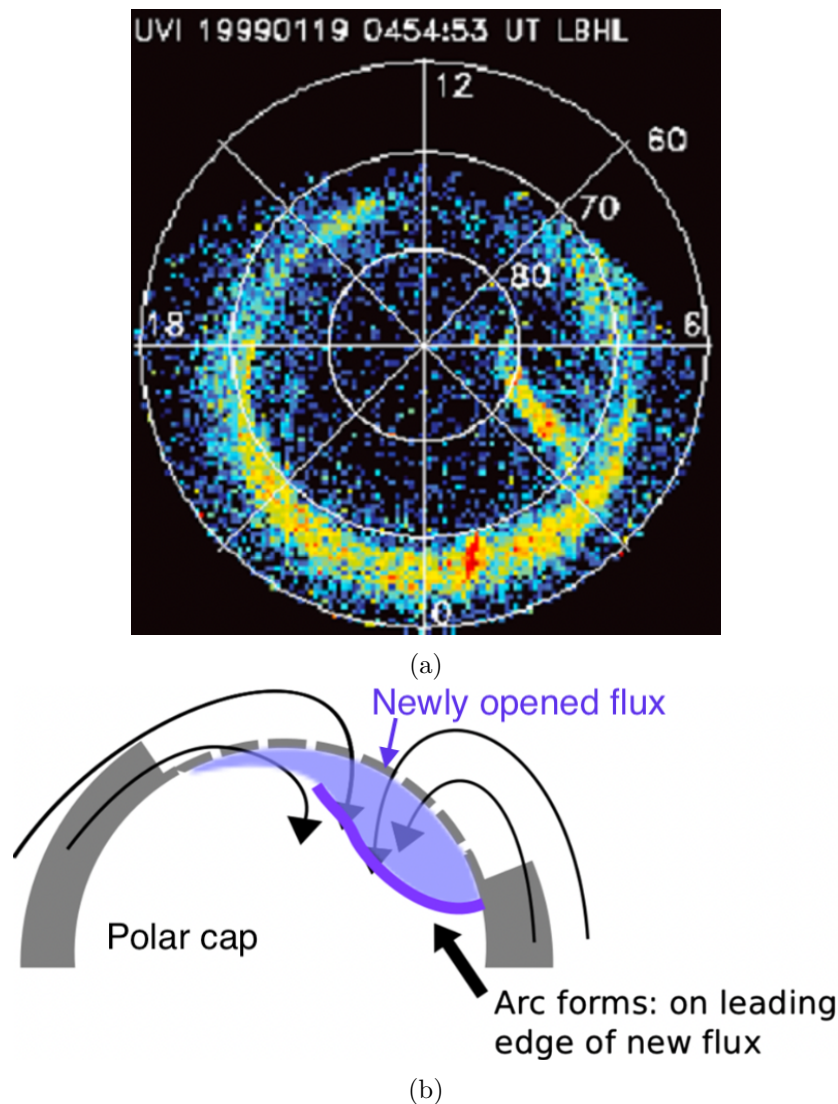 UVI 19990119 0454:53 UT LBHL
12
60
70
80
18
6
0
(a)
Newly opened flux
Polar cap
Arc forms: on leading
edge of new flux
(b)